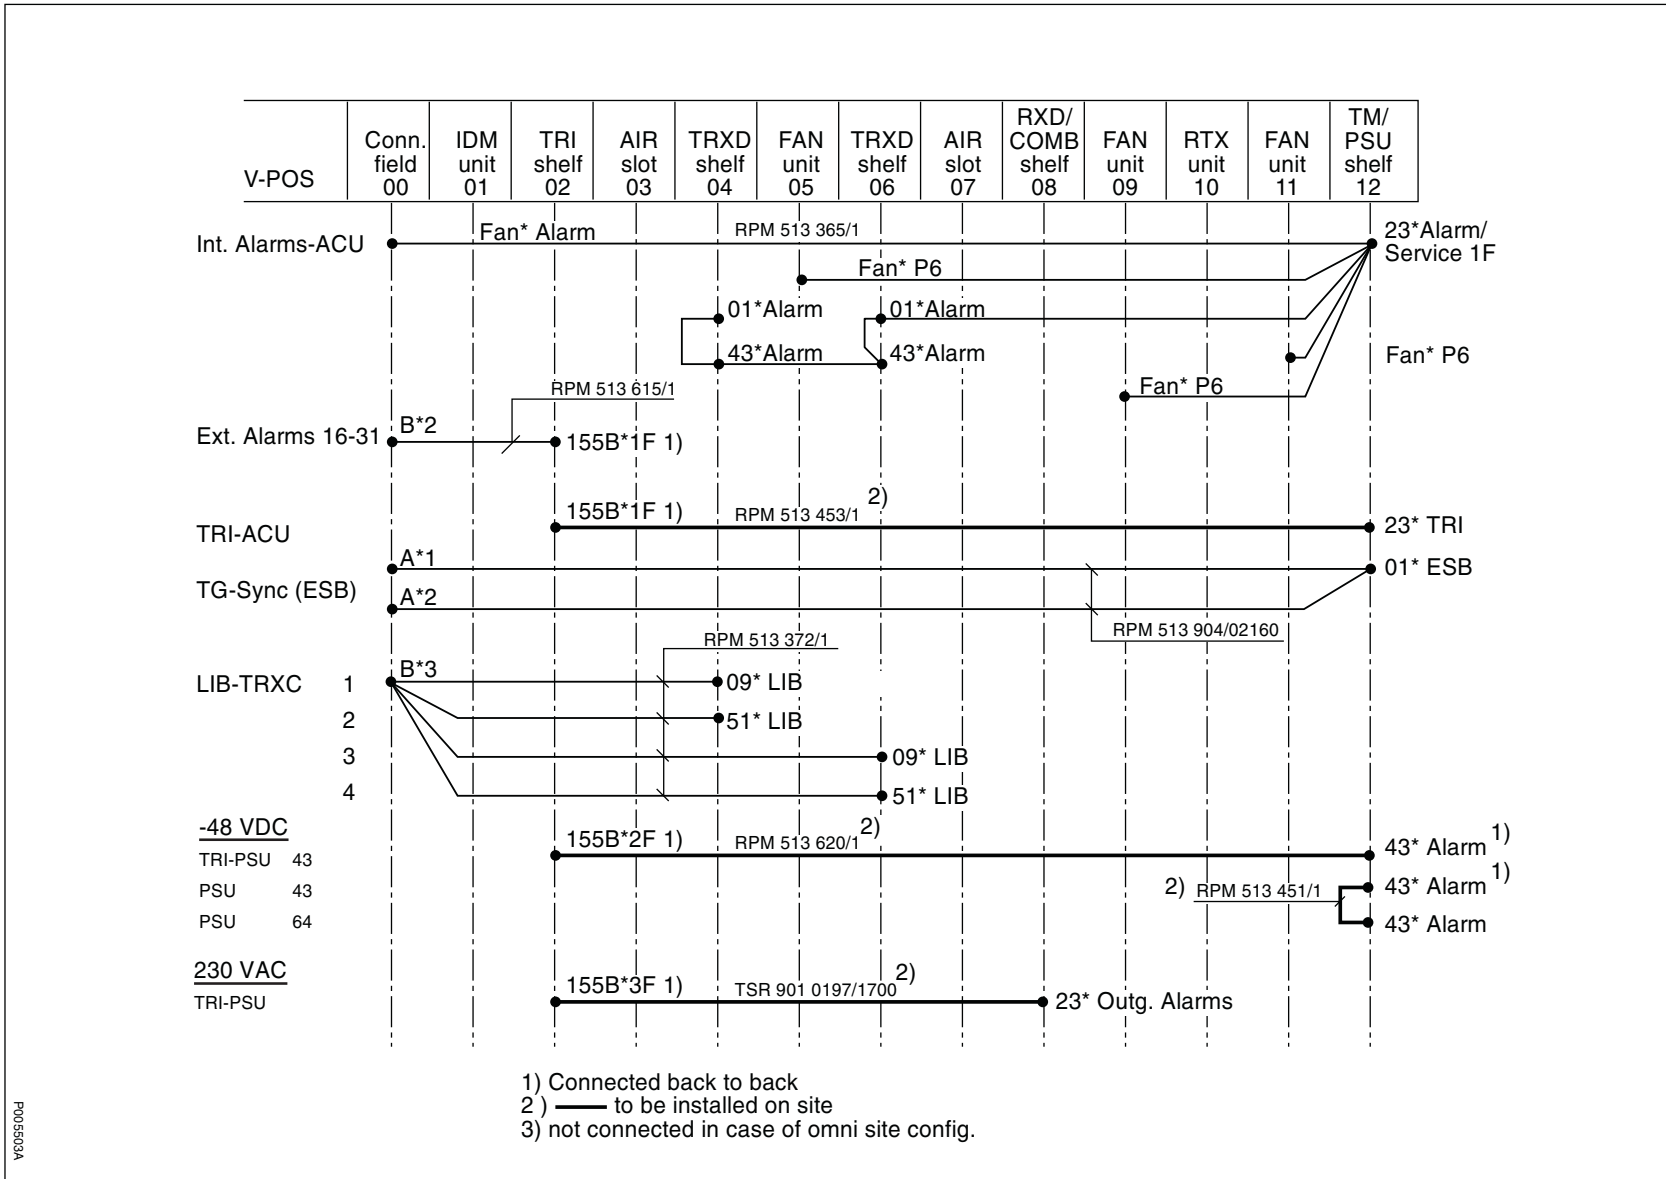 V-POS
Conn. field 00
IDM unit 01
TRI shelf 02
AIR slot 03
TRXD shelf 04
FAN unit 05
TRXD shelf 06
AIR slot 07
RXD/ COMB shelf 08
FAN unit 09
RTX unit 10
FAN unit 11
TM/ PSU shelf 12
Int. Alarms-ACU
Fan* Alarm
RPM 513 365/1
23*Alarm/
Service 1F
Fan* P6
01*Alarm
01*Alarm
43*Alarm
43*Alarm
Fan* P6
Fan* P6
RPM 513 615/1
Ext. Alarms 16-31
B*2
155B*1F 1)
TRI-ACU
155B*1F 1)
RPM 513 453/1
2)
23* TRI
TG-Sync (ESB)
A*1
01* ESB
A*2
RPM 513 904/02160
RPM 513 372/1
LIB-TRXC 1
B*3
09* LIB
2
51* LIB
3
09* LIB
4
51* LIB
-48 VDC
TRI-PSU 43
155B*2F 1)
RPM 513 620/1
2)
43* Alarm 1)
PSU 43
2) RPM 513 451/1
43* Alarm 1)
PSU 64
43* Alarm
230 VAC
TRI-PSU
155B*3F 1)
TSR 901 0197/1700
2)
23* Outg. Alarms
1) Connected back to back
2 ) to be installed on site
3) not connected in case of omni site config.
P005503A